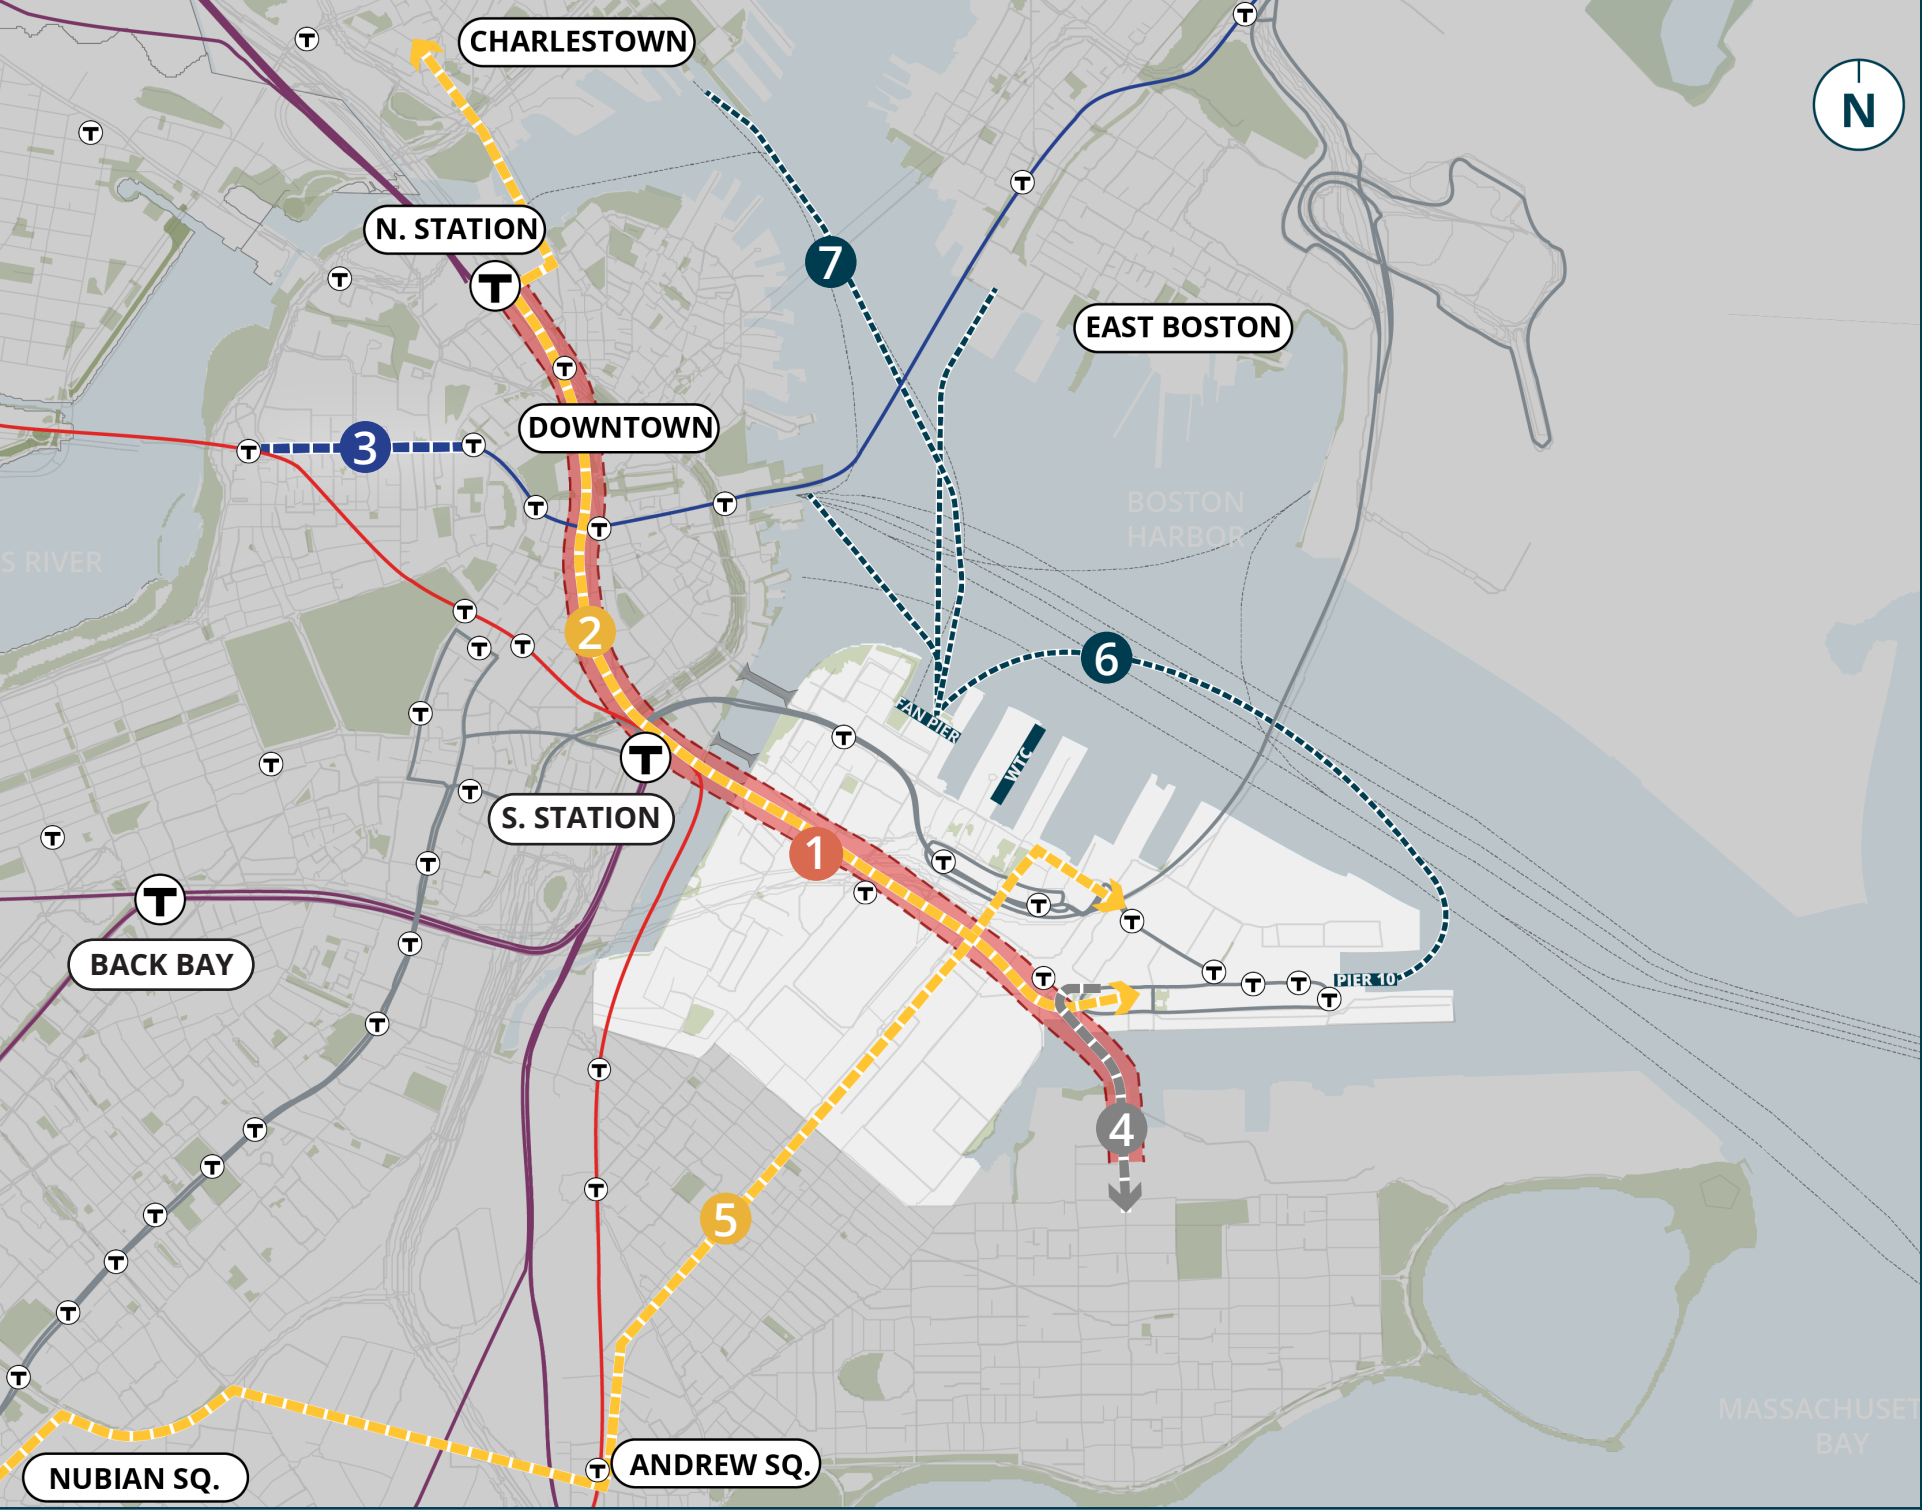 CHARLESTOWN
N
T
T
T
T
N. STATION
7
T
T
EAST BOSTON
T
DOWNTOWN
3
T
T
T
T
T
BOSTON
HARBOR
S RIVER
T
2
T
T
6
T
FAN PIER
T
WTC
T
T
T
S. STATION
T
1
T
T
T
T
T
BACK BAY
T
T
T
T
T
T
PIER 10
T
T
T
4
T
T
T
T
5
T
T
T
MASSACHUSET
BAY
NUBIAN SQ.
T
ANDREW SQ.